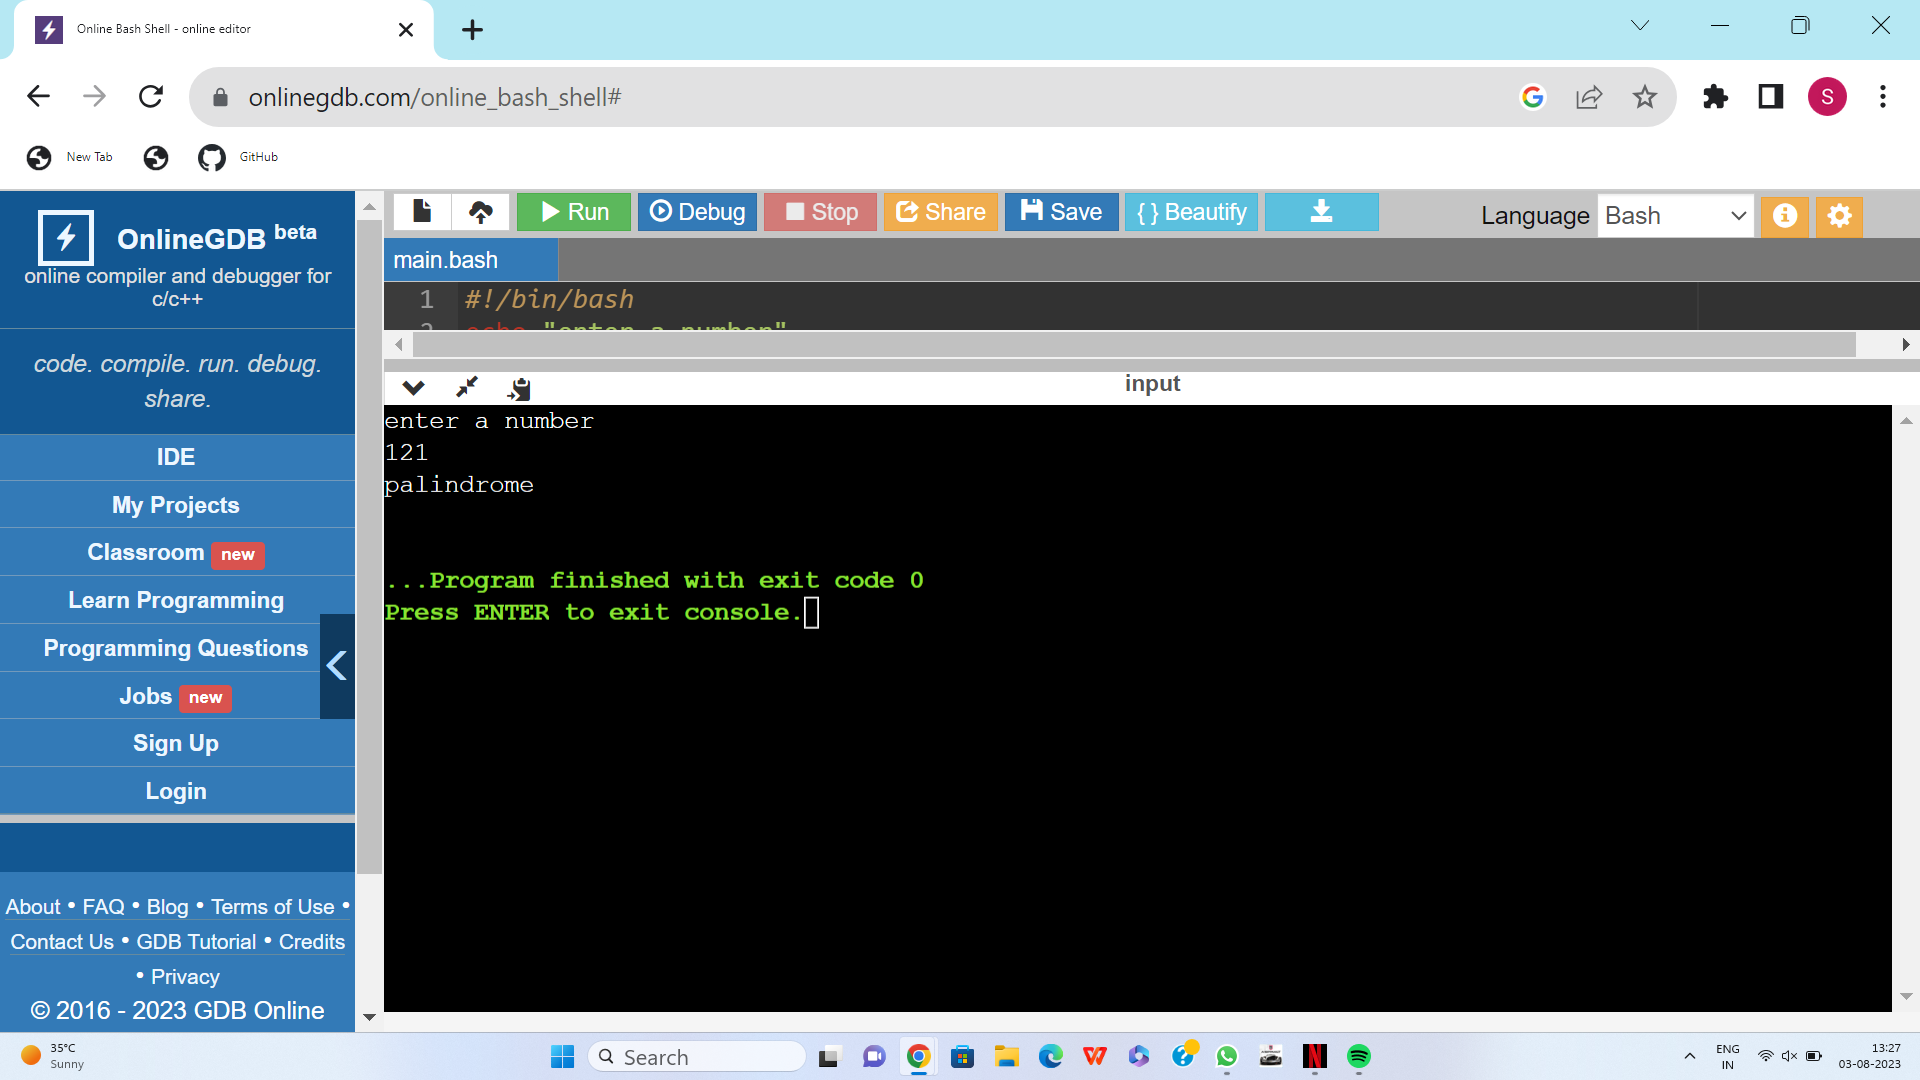 Online Bash Shell - online editor
onlinegdb.com/online_bash_shell#
S
New Tab
GitHub
OnlineGDB beta
online compiler and debugger for
c/c++
code. compile. run. debug.
share.
IDE
My Projects
Classroom new
Learn Programming
Programming Questions
Jobs new
Sign Up
Login
About • FAQ • Blog • Terms of Use •
Contact Us • GDB Tutorial • Credits
• Privacy
© 2016 - 2023 GDB Online
Run Debug Stop Share Save { } Beautify
Language Bash
main.bash
1 #!/bin/bash
2 echo "enter a number"
input
enter a number
121
palindrome
...Program finished with exit code 0
Press ENTER to exit console.
35°C
Sunny
Search
ENG
IN
13:27
03-08-2023